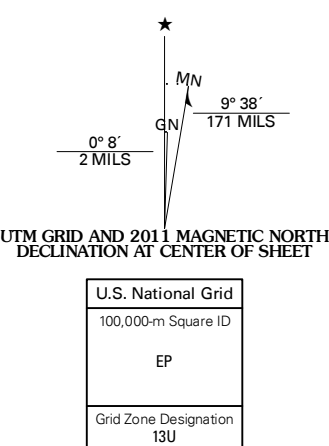 ★
MN
GN
9° 38´
171 MILS
0° 8´
2 MILS
UTM GRID AND 2011 MAGNETIC NORTH
DECLINATION AT CENTER OF SHEET
U.S. National Grid
100,000-m Square ID
EP
Grid Zone Designation
13U